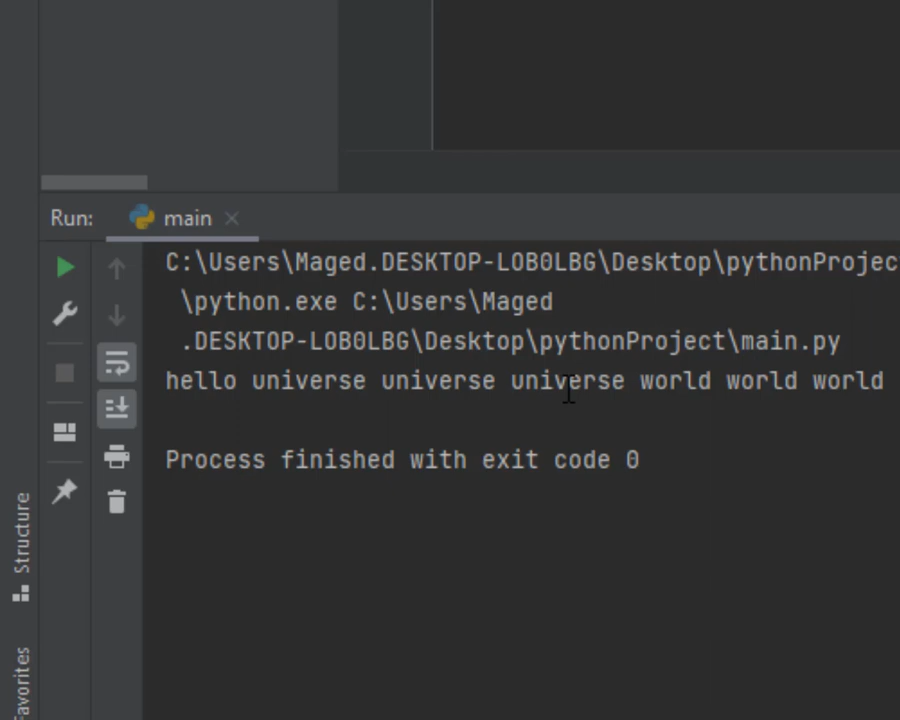 Run:
main
C:\Users\Maged.DESKTOP-LOB0LBG\Desktop\pythonProjec
\python.exe C:\Users\Maged
.DESKTOP-LOB0LBG\Desktop\pythonProject\main.py
hello universe universe universe world world world
Process finished with exit code 0
Structure
Favorites